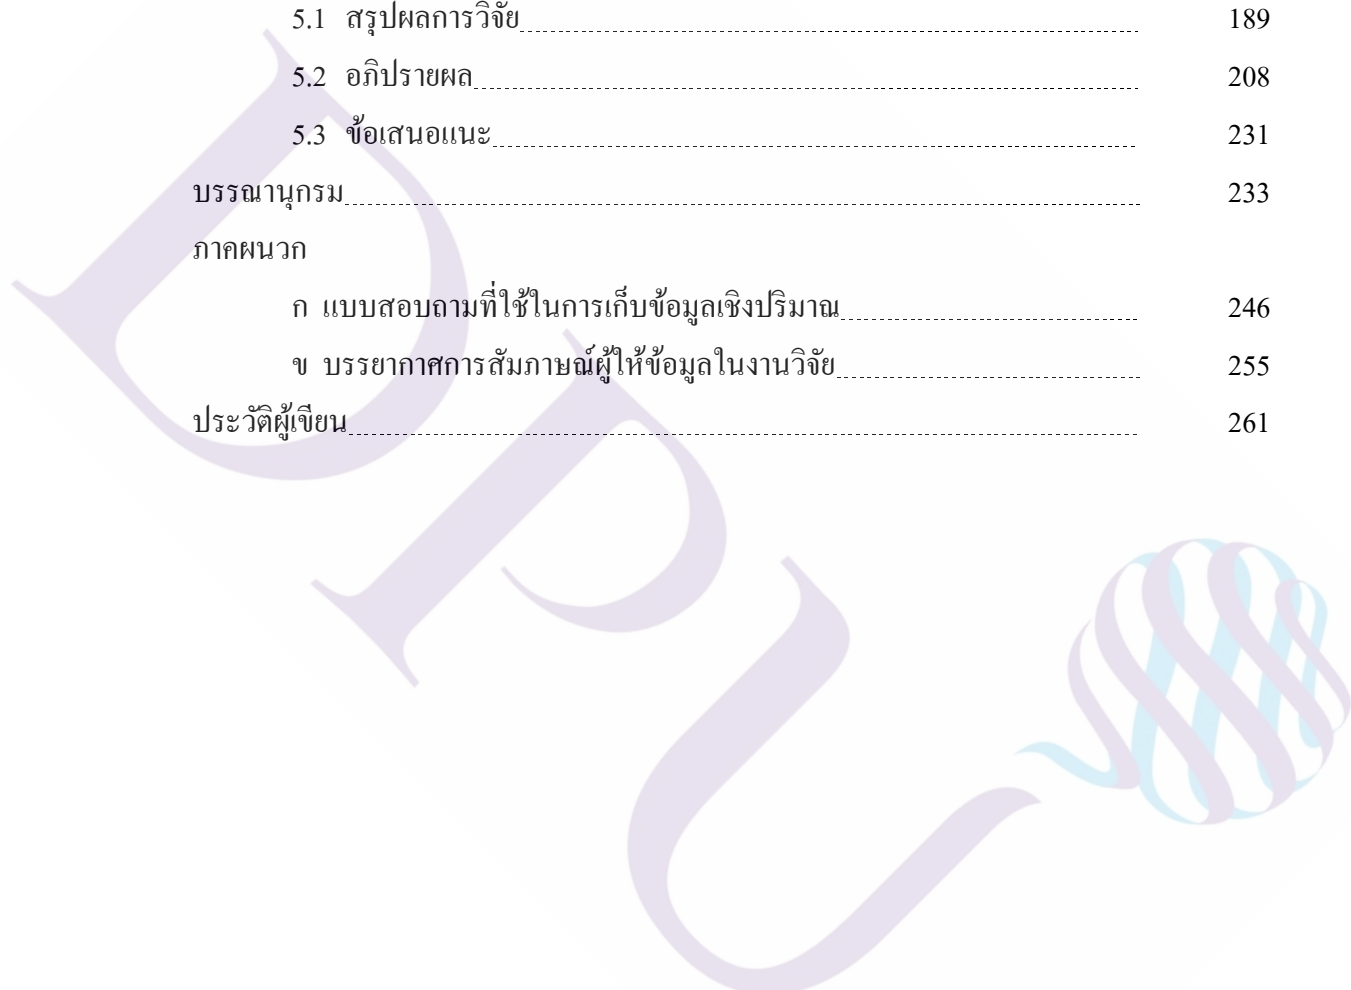 5.1 สรุปผลการวิจัย 189
5.2 อภิปรายผล 208
5.3 ข้อเสนอแนะ 231
บรรณานุกรม 233
ภาคผนวก
ก แบบสอบถามที่ใช้ในการเก็บข้อมูลเชิงปริมาณ 246
ข บรรยากาศการสัมภาษณ์ผู้ให้ข้อมูลในงานวิจัย 255
ประวัติผู้เขียน 261
DPU